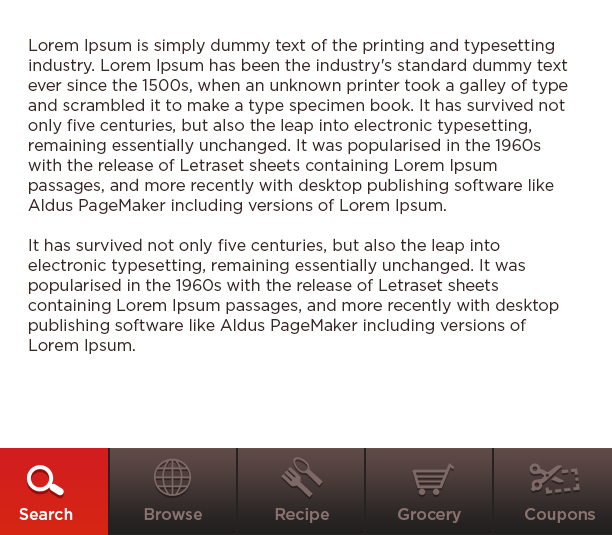 Lorem Ipsum is simply dummy text of the printing and typesetting
industry. Lorem Ipsum has been the industry's standard dummy text
ever since the 1500s, when an unknown printer took a galley of type
and scrambled it to make a type specimen book. It has survived not
only five centuries, but also the leap into electronic typesetting,
remaining essentially unchanged. It was popularised in the 1960s
with the release of Letraset sheets containing Lorem Ipsum
passages, and more recently with desktop publishing software like
Aldus PageMaker including versions of Lorem Ipsum.
It has survived not only five centuries, but also the leap into
electronic typesetting, remaining essentially unchanged. It was
popularised in the 1960s with the release of Letraset sheets
containing Lorem Ipsum passages, and more recently with desktop
publishing software like Aldus PageMaker including versions of
Lorem Ipsum.
Search Browse Recipe Grocery Coupons